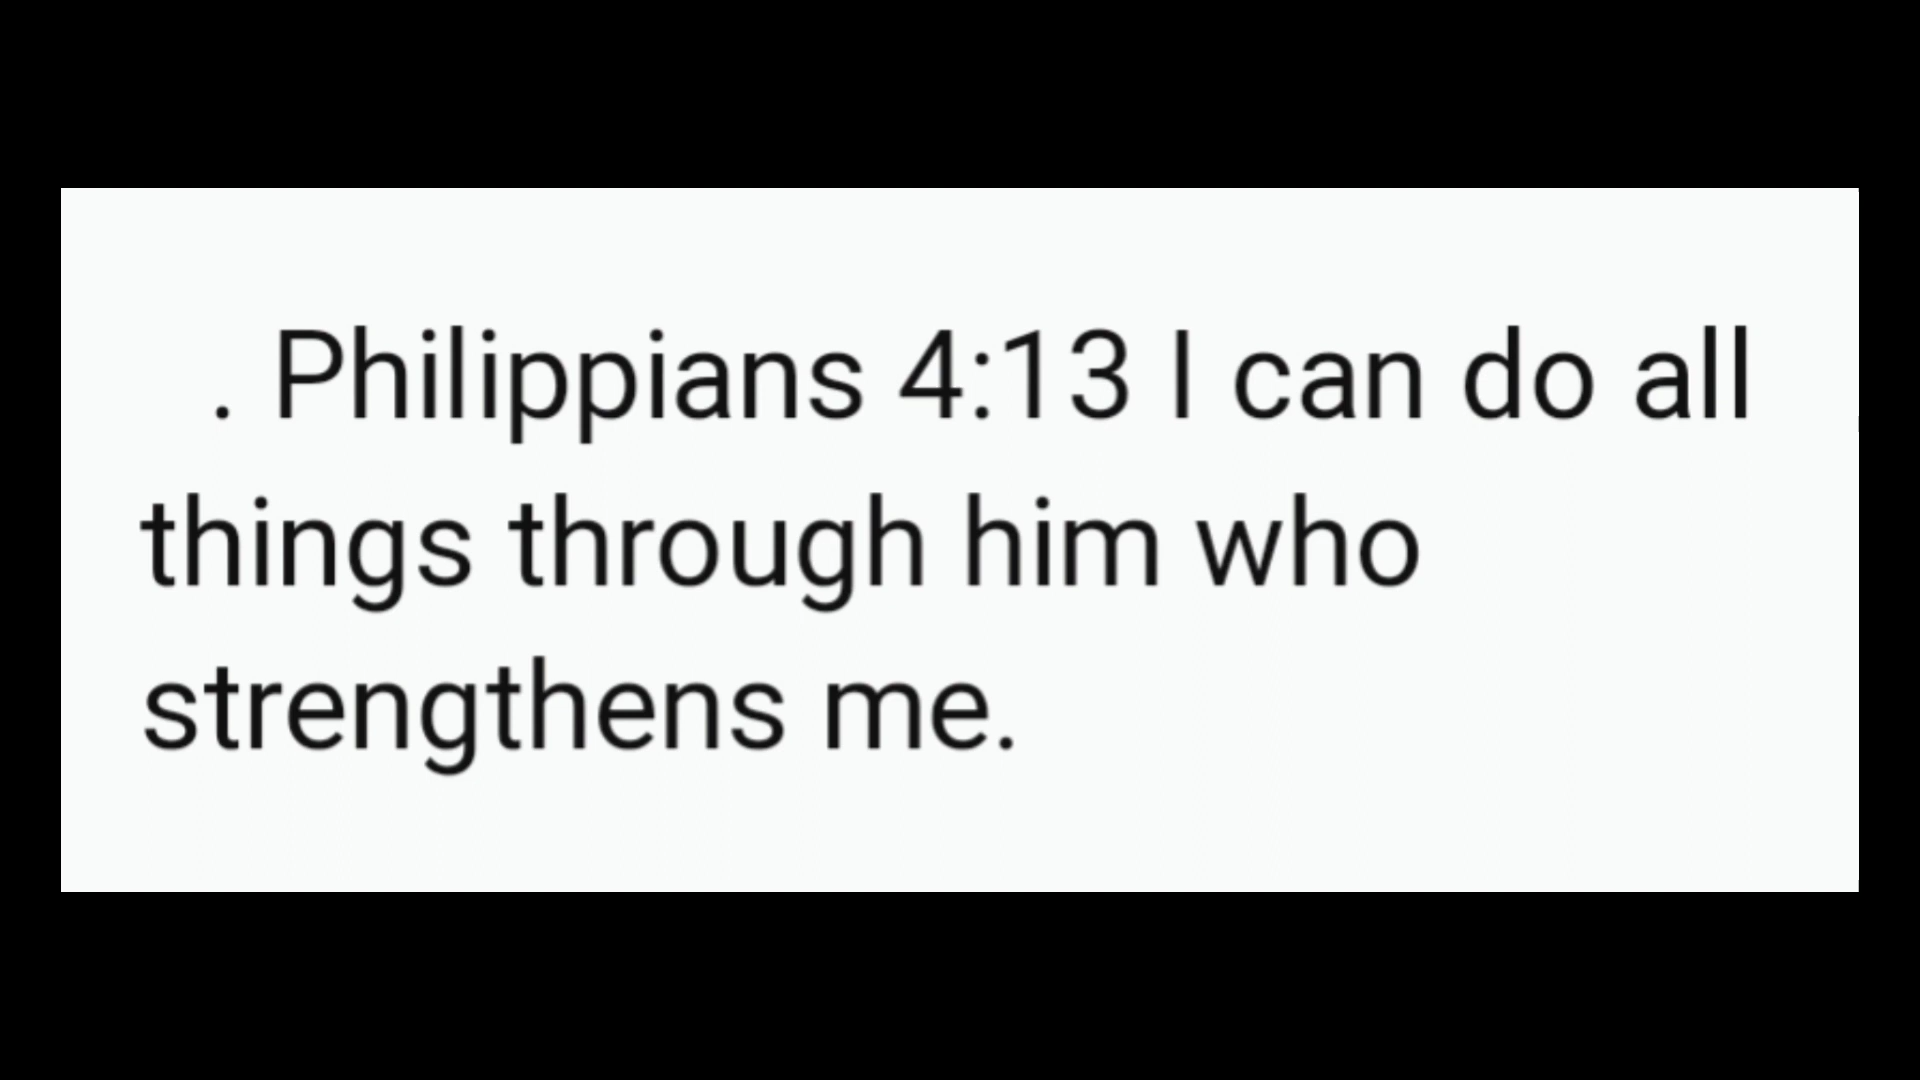 . Philippians 4:13 I can do all
things through him who
strengthens me.